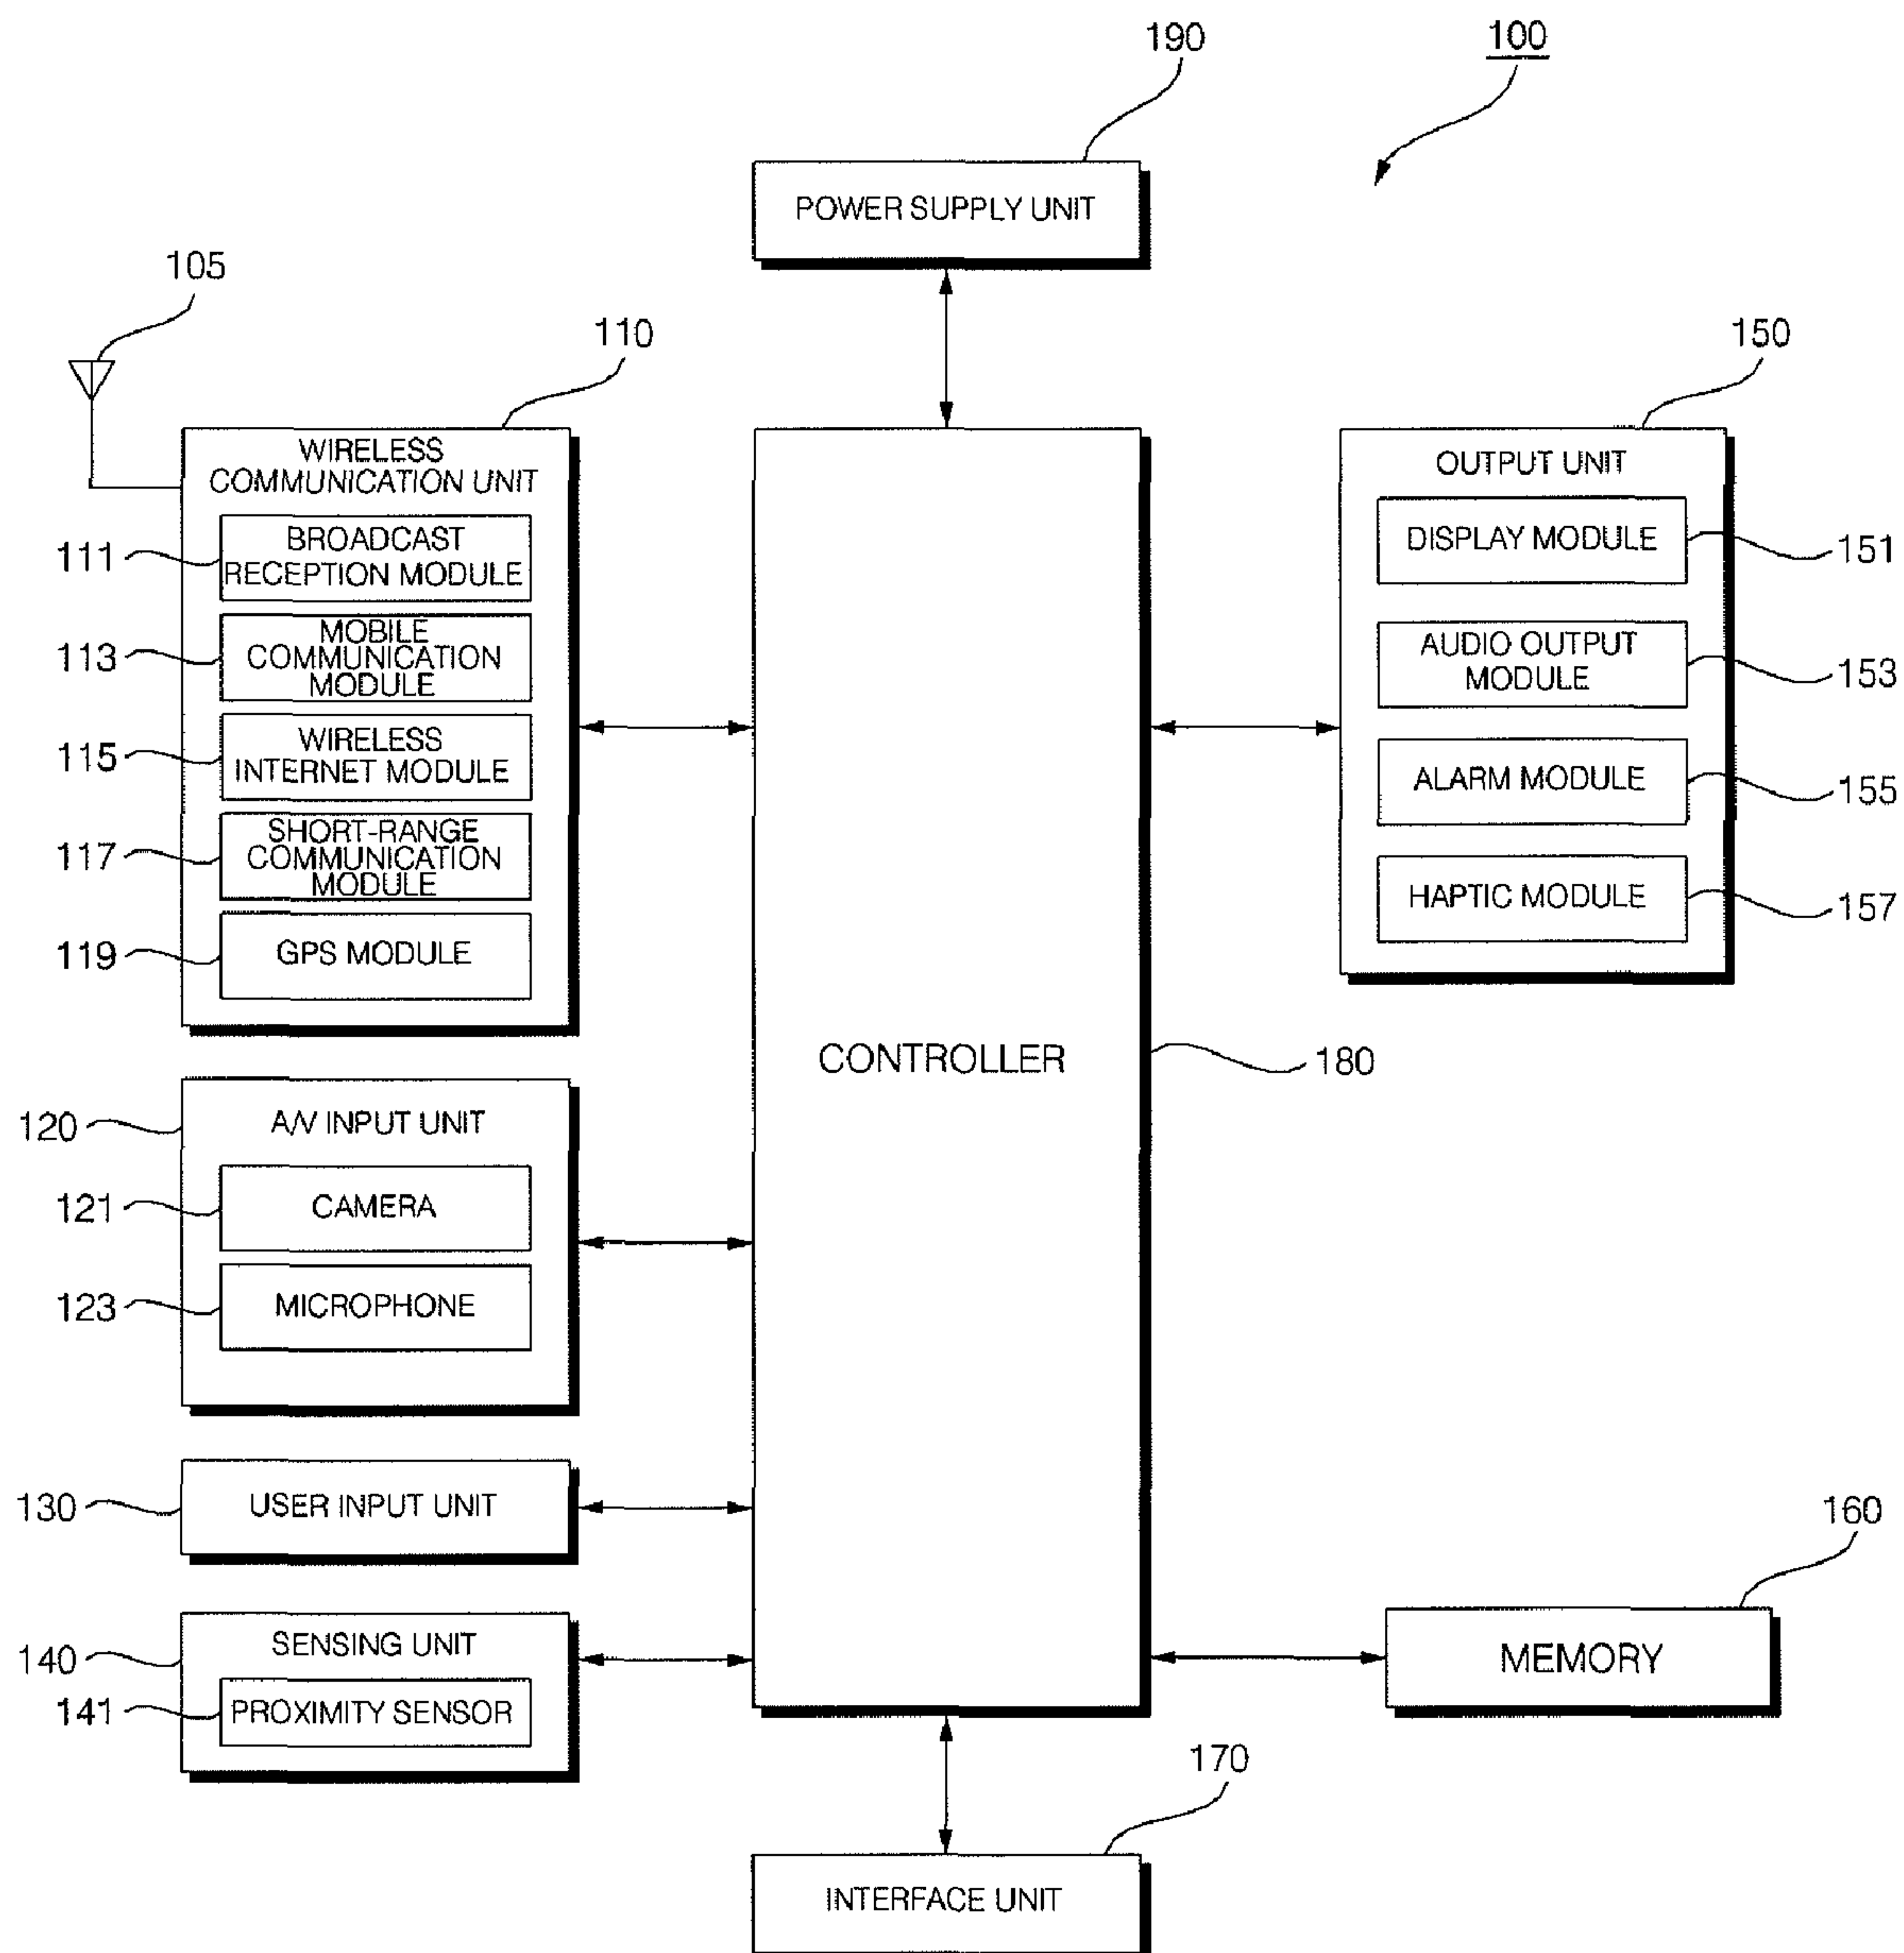 190
100
POWER SUPPLY UNIT
105
110
150
WIRELESS
COMMUNICATION UNIT
111
BROADCAST
RECEPTION MODULE
113
MOBILE
COMMUNICATION
MODULE
115
WIRELESS
INTERNET MODULE
117
SHORT-RANGE
COMMUNICATION
MODULE
119
GPS MODULE
OUTPUT UNIT
DISPLAY MODULE
151
AUDIO OUTPUT
MODULE
153
ALARM MODULE
155
HAPTIC MODULE
157
CONTROLLER
180
120
A/V INPUT UNIT
121
CAMERA
123
MICROPHONE
130
USER INPUT UNIT
140
SENSING UNIT
141
PROXIMITY SENSOR
160
MEMORY
170
INTERFACE UNIT